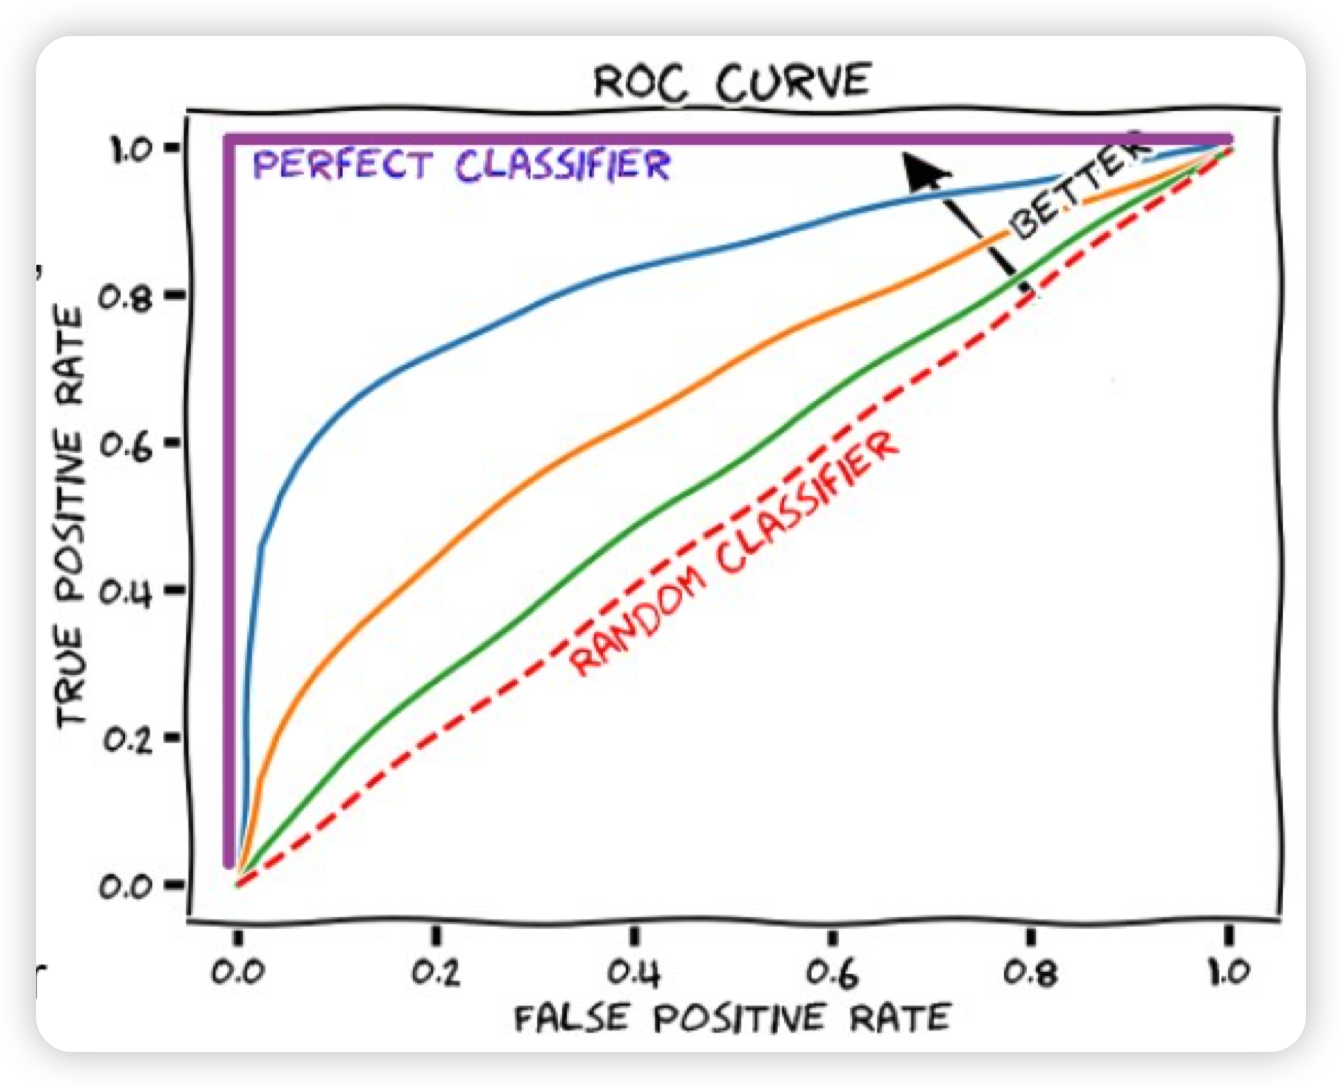 ROC CURVE
PERFECT CLASSIFIER
BETTER
RANDOM CLASSIFIER
TRUE POSITIVE RATE
1.0
0.8
0.6
0.4
0.2
0.0
0.0 0.2 0.4 0.6 0.8 1.0
FALSE POSITIVE RATE